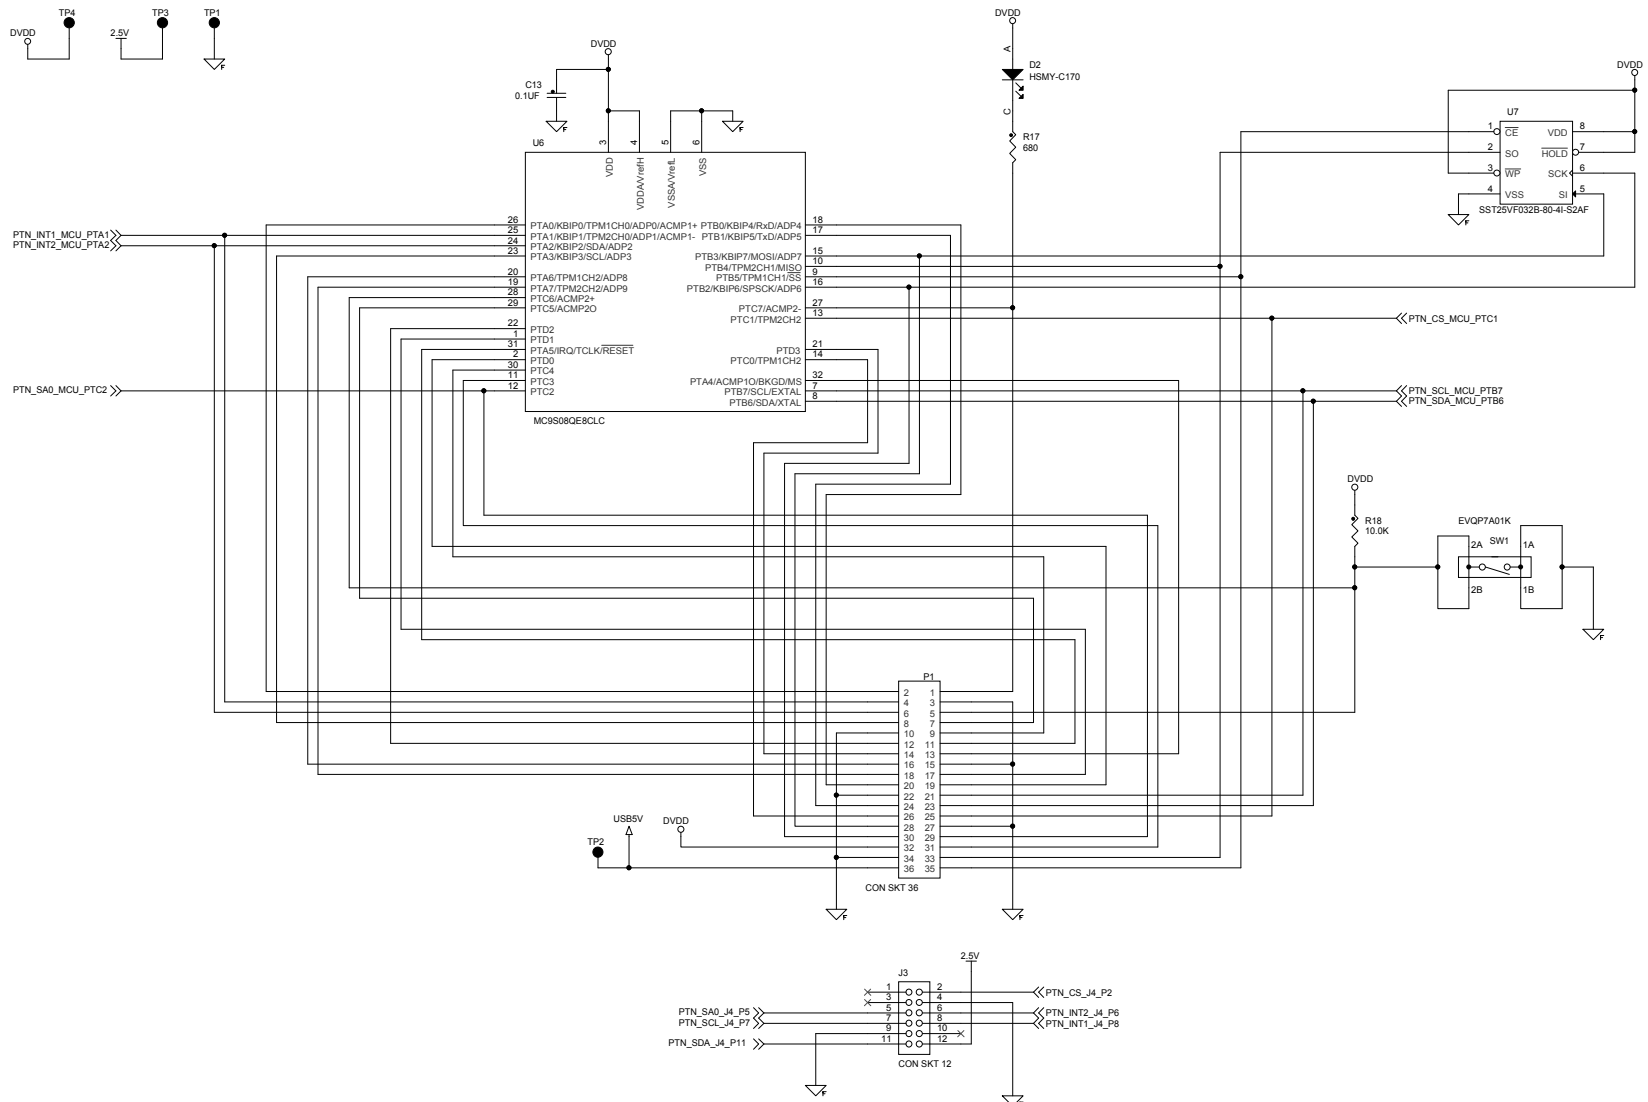 TP4
TP3
TP1
DVDD
2.5V
F
DVDD
DVDD
DVDD
A
D2
HSMY-C170
C
R17
680
C13
0.1UF
F
F
U6
3
4
5
6
VDD
VDDA/VrefH
VSSA/VrefL
VSS
U7
1 CE VDD 8
2 SO HOLD 7
3 WP SCK 6
4 VSS SI 5
F
SST25VF032B-80-4I-S2AF
PTN_INT1_MCU_PTA1
PTN_INT2_MCU_PTA2
26 PTA0/KBIP0/TPM1CH0/ADP0/ACMP1+ PTB0/KBIP4/RxD/ADP4 18
25 PTA1/KBIP1/TPM2CH0/ADP1/ACMP1- PTB1/KBIP5/TxD/ADP5 17
24 PTA2/KBIP2/SDA/ADP2
23 PTA3/KBIP3/SCL/ADP3 PTB3/KBIP7/MOSI/ADP7 15
PTB4/TPM2CH1/MISO 10
20 PTA6/TPM1CH2/ADP8 PTB5/TPM1CH1/SS 9
19 PTA7/TPM2CH2/ADP9 PTB2/KBIP6/SPSCK/ADP6 16
28 PTC6/ACMP2+
29 PTC5/ACMP2O PTC7/ACMP2- 27
PTC1/TPM2CH2 13
PTN_CS_MCU_PTC1
22 PTD2
1 PTD1
31 PTA5/IRQ/TCLK/RESET PTD3 21
2 PTD0 PTC0/TPM1CH2 14
30 PTC4
11 PTC3 PTA4/ACMP1O/BKGD/MS 32
12 PTC2 PTB7/SCL/EXTAL 7
PTB6/SDA/XTAL 8
PTN_SA0_MCU_PTC2
PTN_SCL_MCU_PTB7
PTN_SDA_MCU_PTB6
MC9S08QE8CLC
DVDD
R18
10.0K
EVQP7A01K
SW1
2A 1A
2B 1B
F
P1
2 1
4 3
6 5
8 7
10 9
12 11
14 13
16 15
18 17
20 19
22 21
24 23
26 25
28 27
30 29
32 31
34 33
36 35
USB5V
DVDD
TP2
CON SKT 36
F
F
2.5V
J3
1 2
3 4
5 6
7 8
9 10
11 12
PTN_CS_J4_P2
PTN_SA0_J4_P5
PTN_SCL_J4_P7
PTN_INT2_J4_P6
PTN_INT1_J4_P8
PTN_SDA_J4_P11
CON SKT 12
F
F